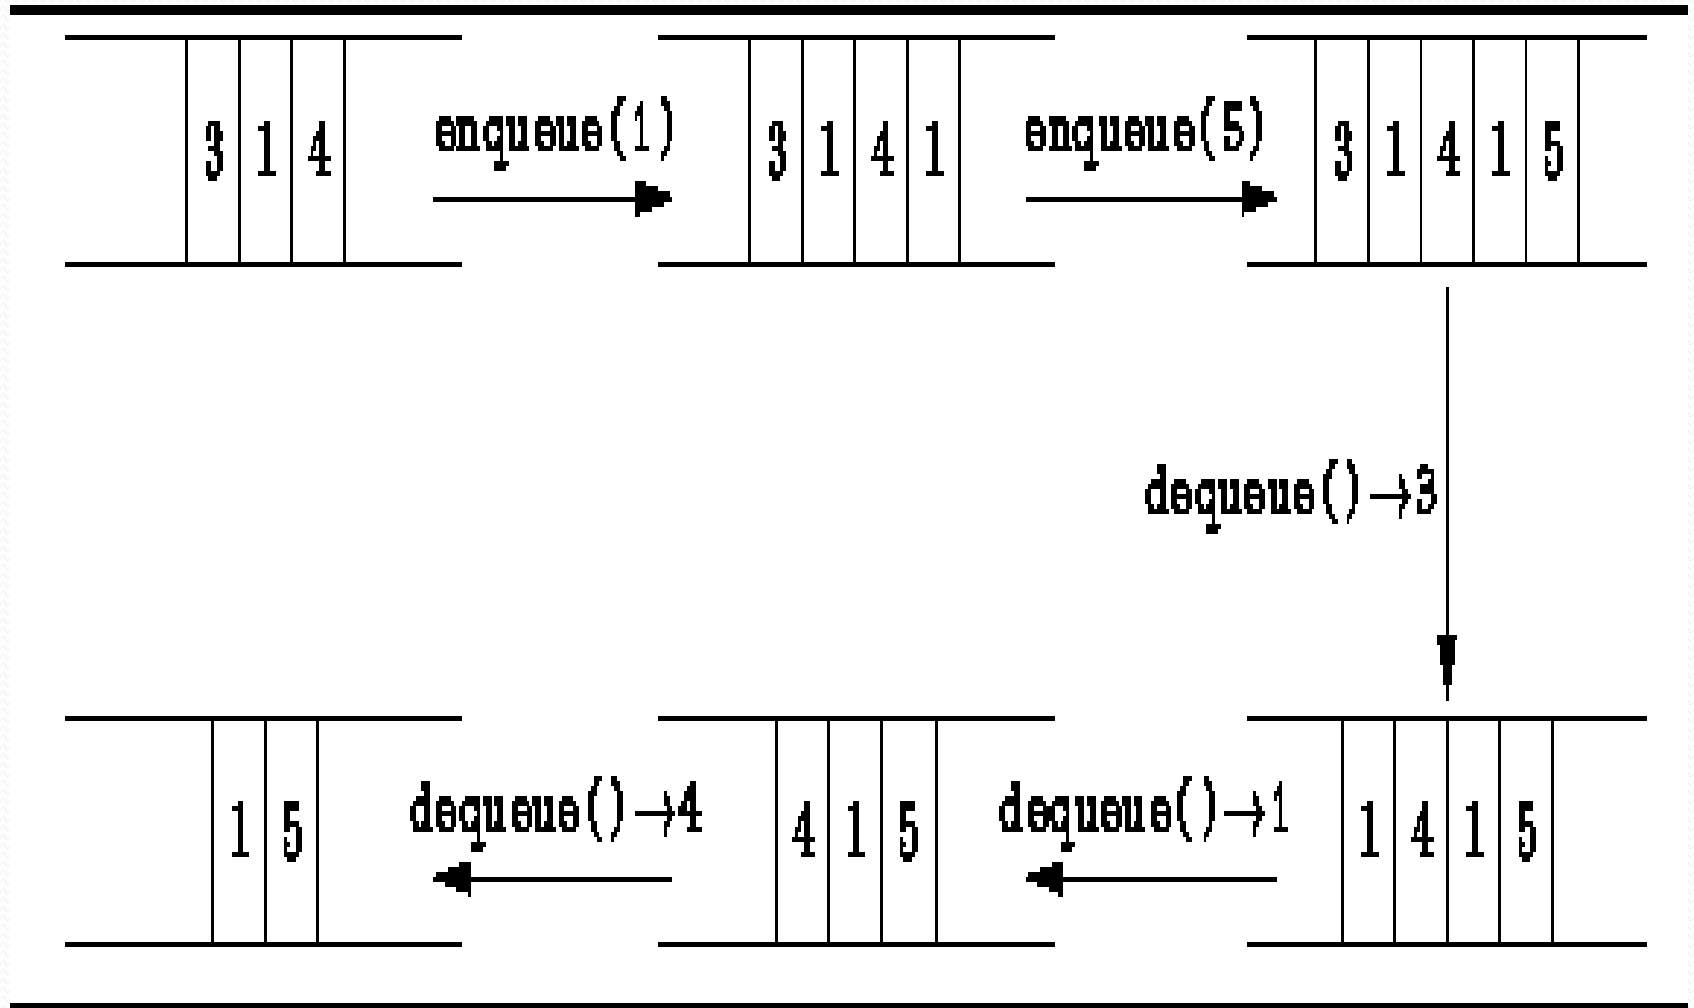 3 1 4
enqueue(1)
3 1 4 1
enqueue(5)
3 1 4 1 5
dequeue()→3
1 5
dequeue()→4
4 1 5
dequeue()→1
1 4 1 5